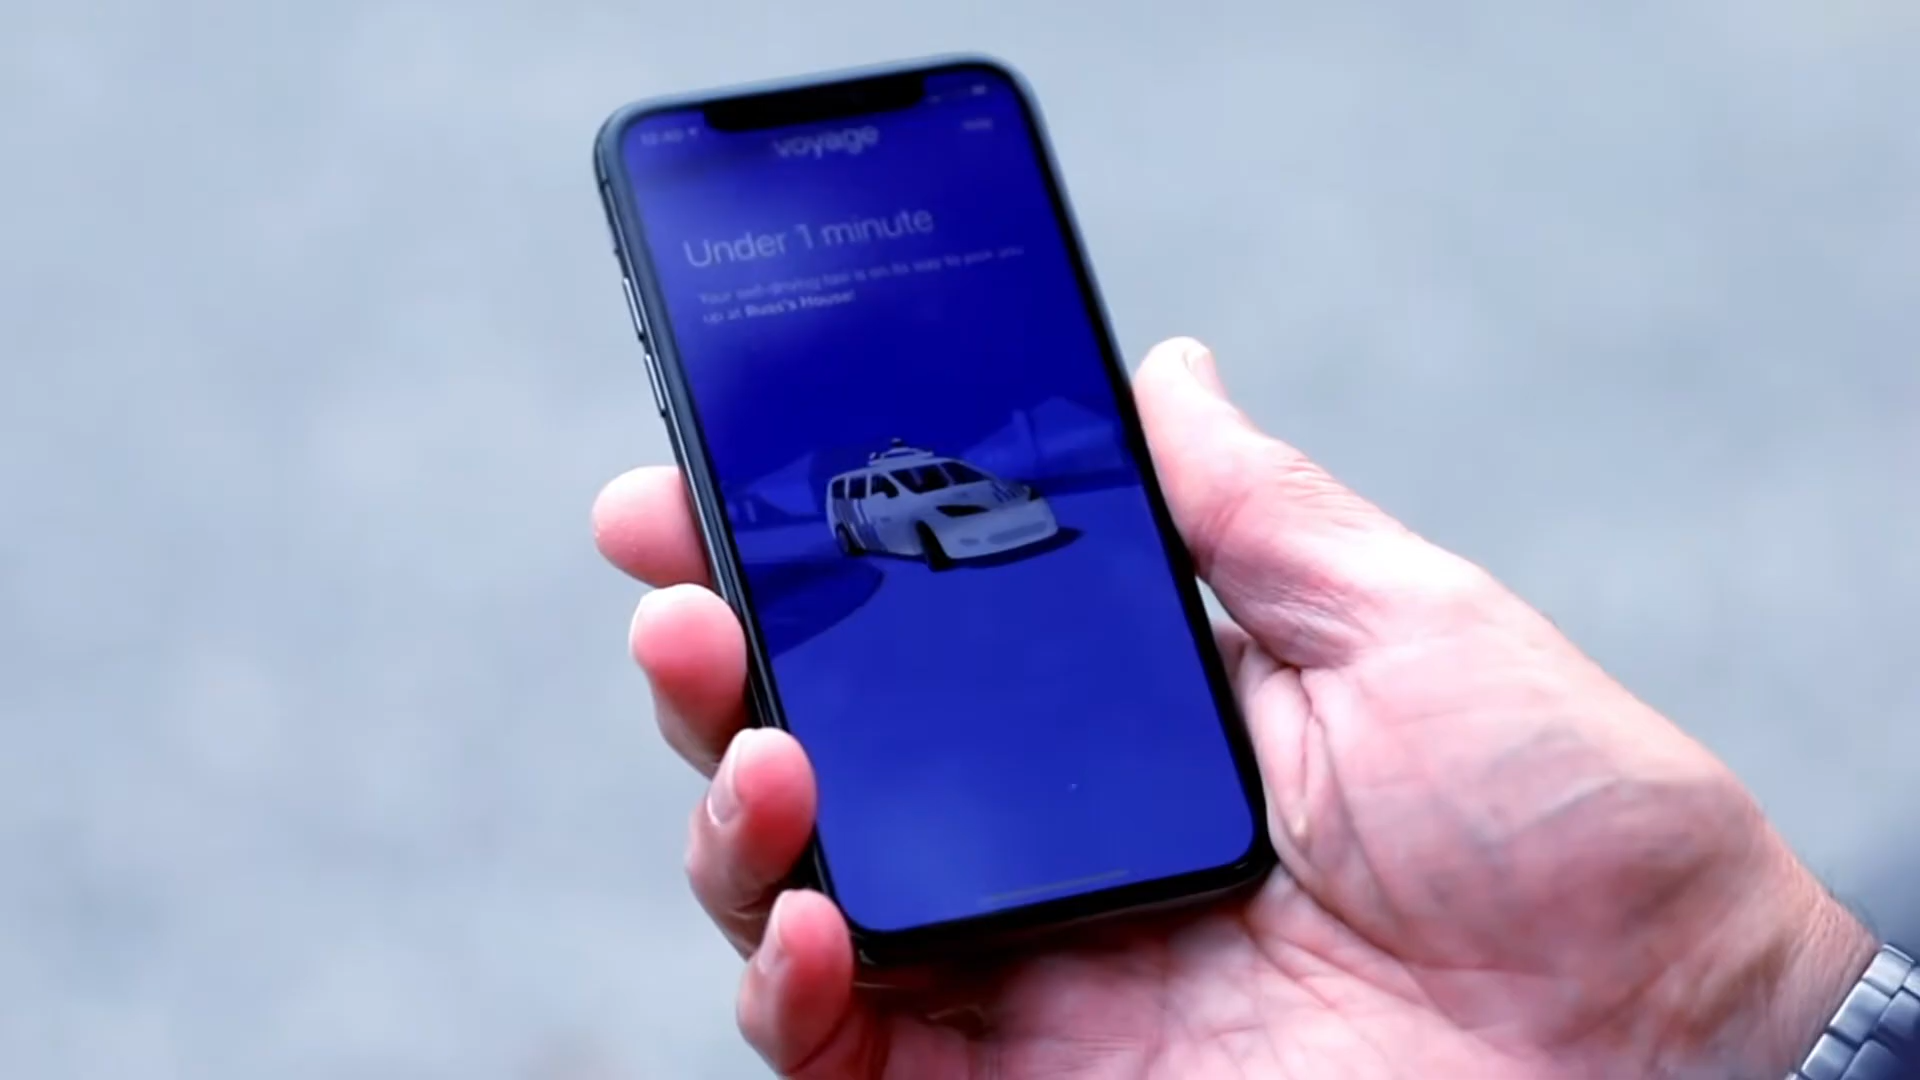 voyage
Under 1 minute
Your self-driving taxi is on its way to pick you
up at Russ's House!